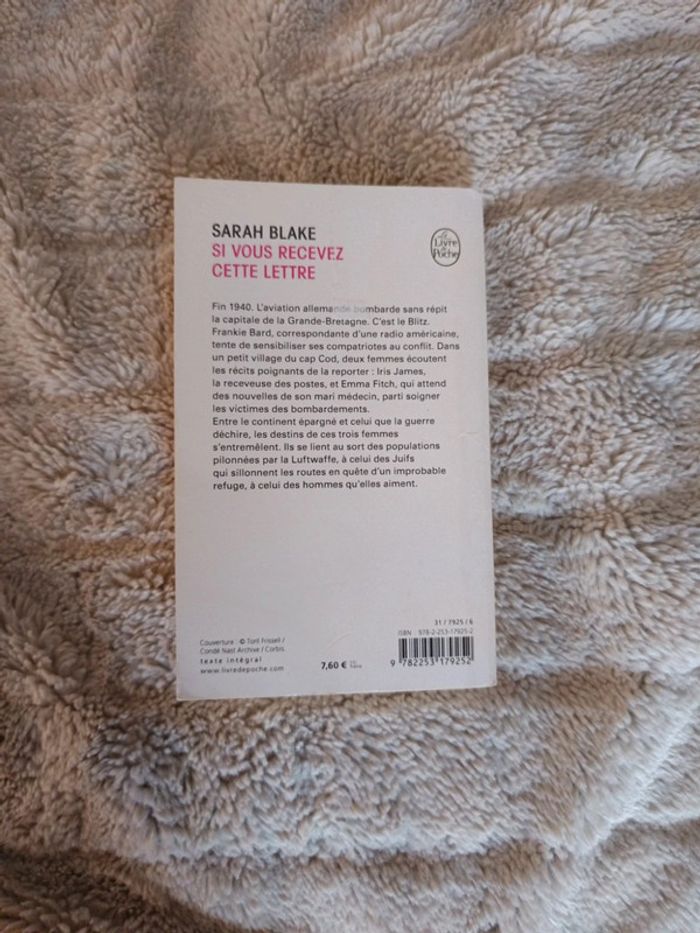 SARAH BLAKE
SI VOUS RECEVEZ
CETTE LETTRE
Le
Livre
de
Poche
Fin 1940. L'aviation allemande bombarde sans répit
la capitale de la Grande-Bretagne. C'est le Blitz.
Frankie Bard, correspondante d'une radio américaine,
tente de sensibiliser ses compatriotes au conflit. Dans
un petit village du cap Cod, deux femmes écoutent
les récits poignants de la reporter : Iris James,
la receveuse des postes, et Emma Fitch, qui attend
des nouvelles de son mari médecin, parti soigner
les victimes des bombardements.
Entre le continent épargné et celui que la guerre
déchire, les destins de ces trois femmes
s'entremêlent. Ils se lient au sort des populations
pilonnées par la Luftwaffe, à celui des Juifs
qui sillonnent les routes en quête d'un improbable
refuge, à celui des hommes qu'elles aiment.
Couverture : © Toni Frissell /
Condé Nast Archive / Corbis.
texte intégral
www.livredepoche.com
7,60 €
31 / 7925 / 6
ISBN : 978-2-253-17925-2
9 782253 179252